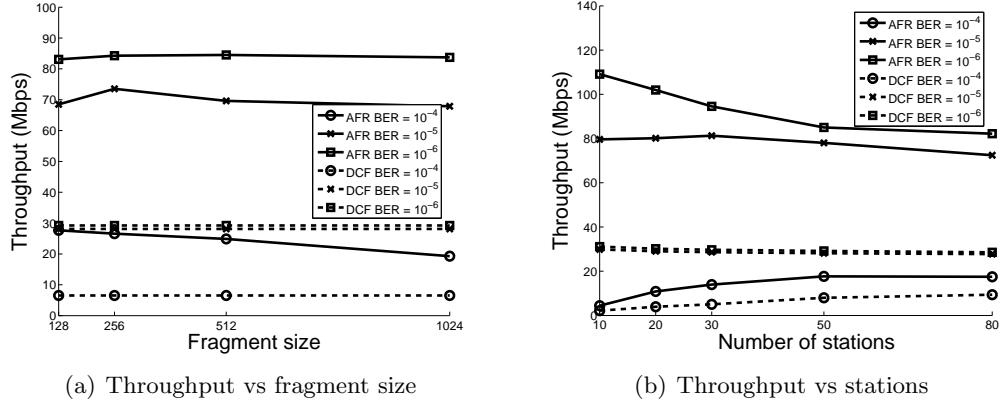 100
90
80
70
60
50
40
30
20
10
0
128
256
512
1024
Throughput (Mbps)
Fragment size
AFR BER = 10⁻⁴
AFR BER = 10⁻⁵
AFR BER = 10⁻⁶
DCF BER = 10⁻⁴
DCF BER = 10⁻⁵
DCF BER = 10⁻⁶
(a) Throughput vs fragment size
140
120
100
80
60
40
20
0
10
20
30
50
80
Throughput (Mbps)
Number of stations
AFR BER = 10⁻⁴
AFR BER = 10⁻⁵
AFR BER = 10⁻⁶
DCF BER = 10⁻⁴
DCF BER = 10⁻⁵
DCF BER = 10⁻⁶
(b) Throughput vs stations